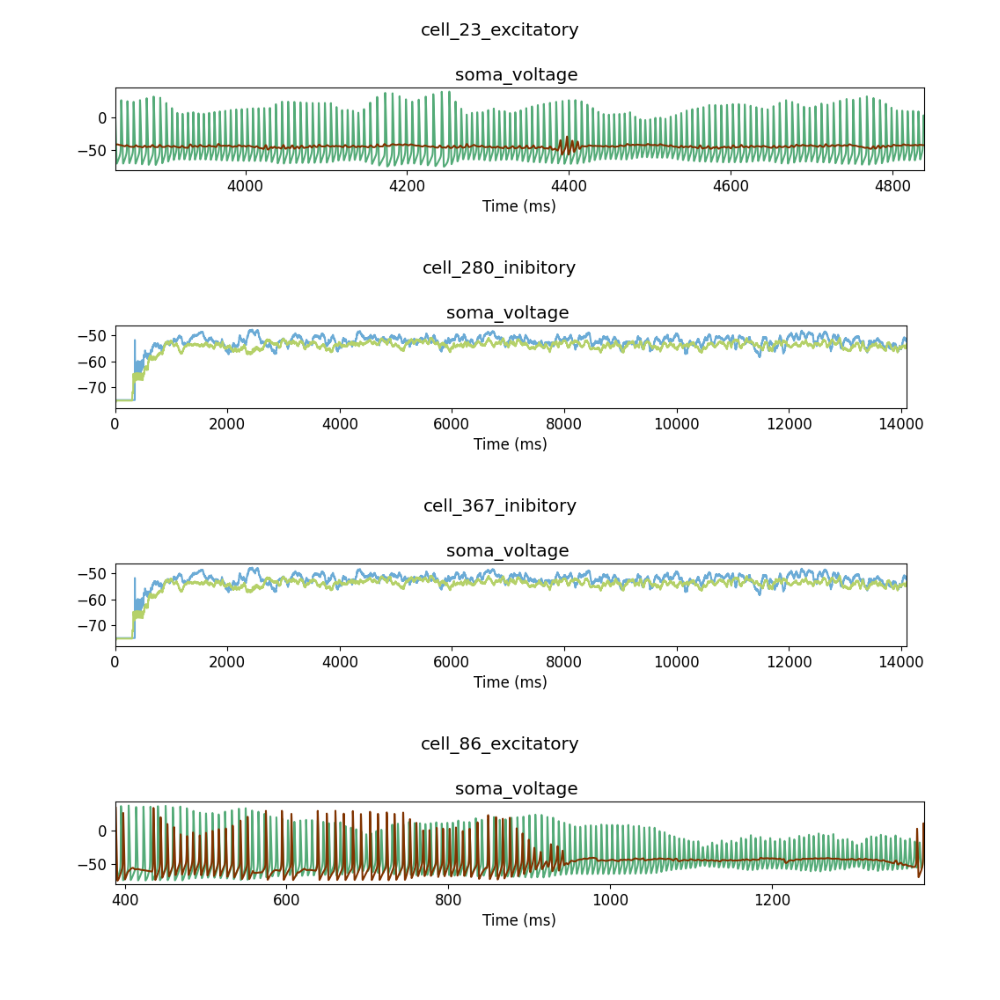 cell_23_excitatory
soma_voltage
0
−50
4000 4200 4400 4600 4800
Time (ms)
cell_280_inibitory
soma_voltage
−50
−60
−70
0 2000 4000 6000 8000 10000 12000 14000
Time (ms)
cell_367_inibitory
soma_voltage
−50
−60
−70
0 2000 4000 6000 8000 10000 12000 14000
Time (ms)
cell_86_excitatory
soma_voltage
0
−50
400 600 800 1000 1200
Time (ms)